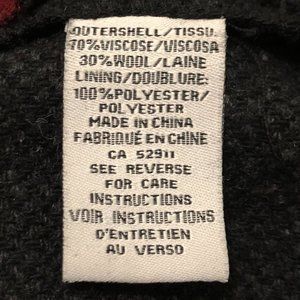 OUTERSHELL/TISSU:
70%VISCOSE/VISCOSA
30%WOOL/LAINE
LINING/DOUBLURE:
100%POLYESTER/
POLYESTER
MADE IN CHINA
FABRIQUÉ EN CHINE
CA 52911
SEE REVERSE
FOR CARE
INSTRUCTIONS
VOIR INSTRUCTIONS
D'ENTRETIEN
AU VERSO